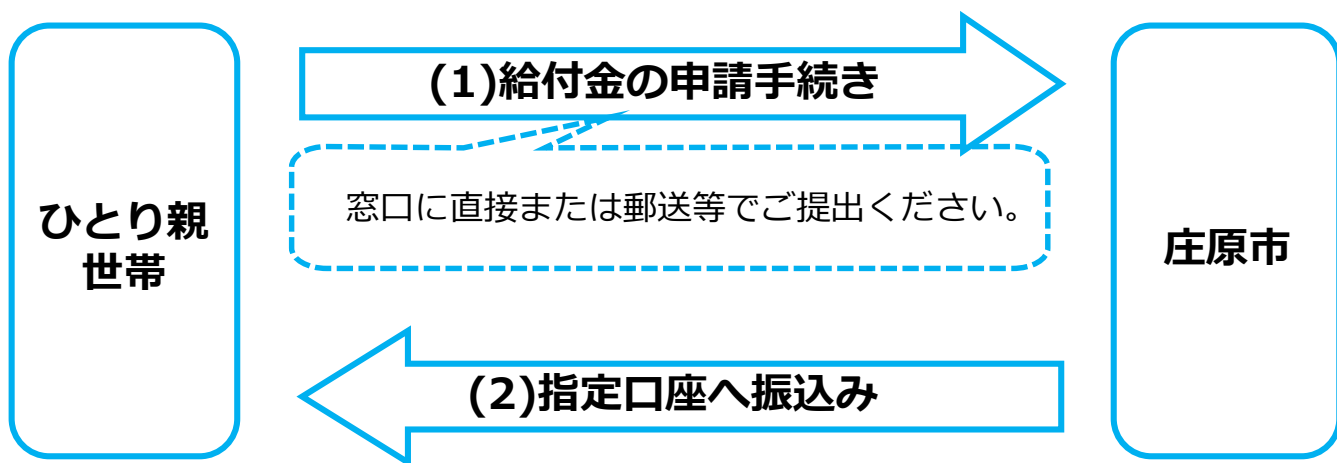 (1)給付金の申請手続き
窓口に直接または郵送等でご提出ください。
ひとり親
世帯
庄原市
(2)指定口座へ振込み